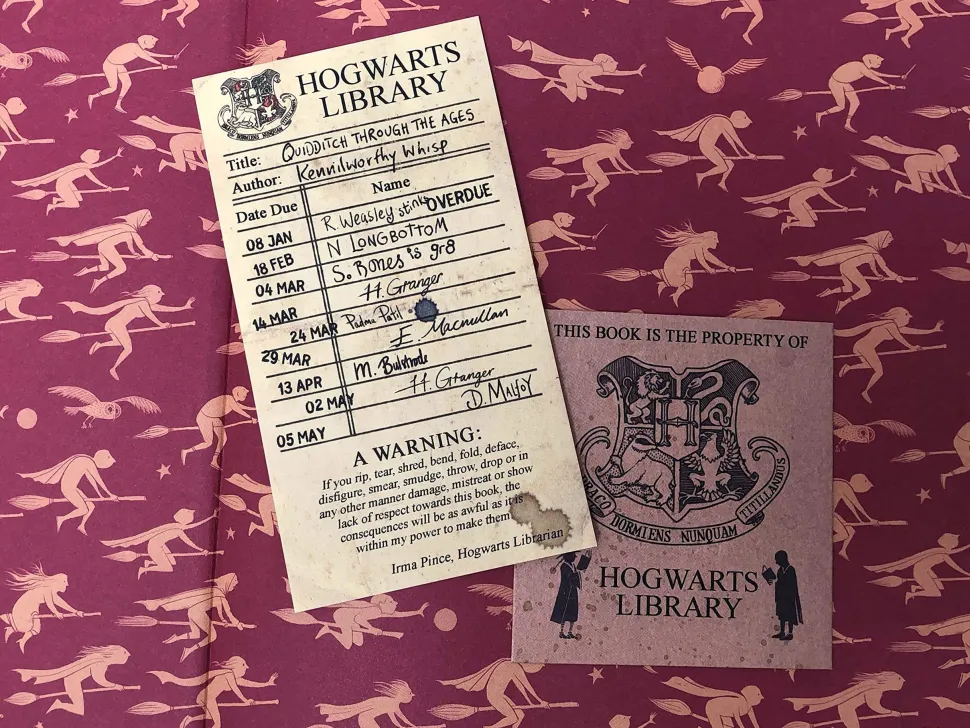 HOGWARTS
LIBRARY
DRACO DORMIENS NUNQUAM TITILLANDUS
Title: QUIDDITCH THROUGH THE AGES
Author: Kennilworthy Whisp
Date Due Name
08 JAN R. Weasley stinks OVERDUE
18 FEB N LONGBOTTOM
04 MAR S. BONES is gr8
14 MAR H. Granger
24 MAR Padma Patil
29 MAR E. Macmullan
13 APR M. Bulstrode
02 MAY H. Granger
05 MAY D. MALFOY
A WARNING:
If you rip, tear, shred, bend, fold, deface,
disfigure, smear, smudge, throw, drop or in
any other manner damage, mistreat or show
lack of respect towards this book, the
consequences will be as awful as it is
within my power to make them
Irma Pince, Hogwarts Librarian
THIS BOOK IS THE PROPERTY OF
H
DRACO DORMIENS NUNQUAM TITILLANDUS
HOGWARTS
LIBRARY